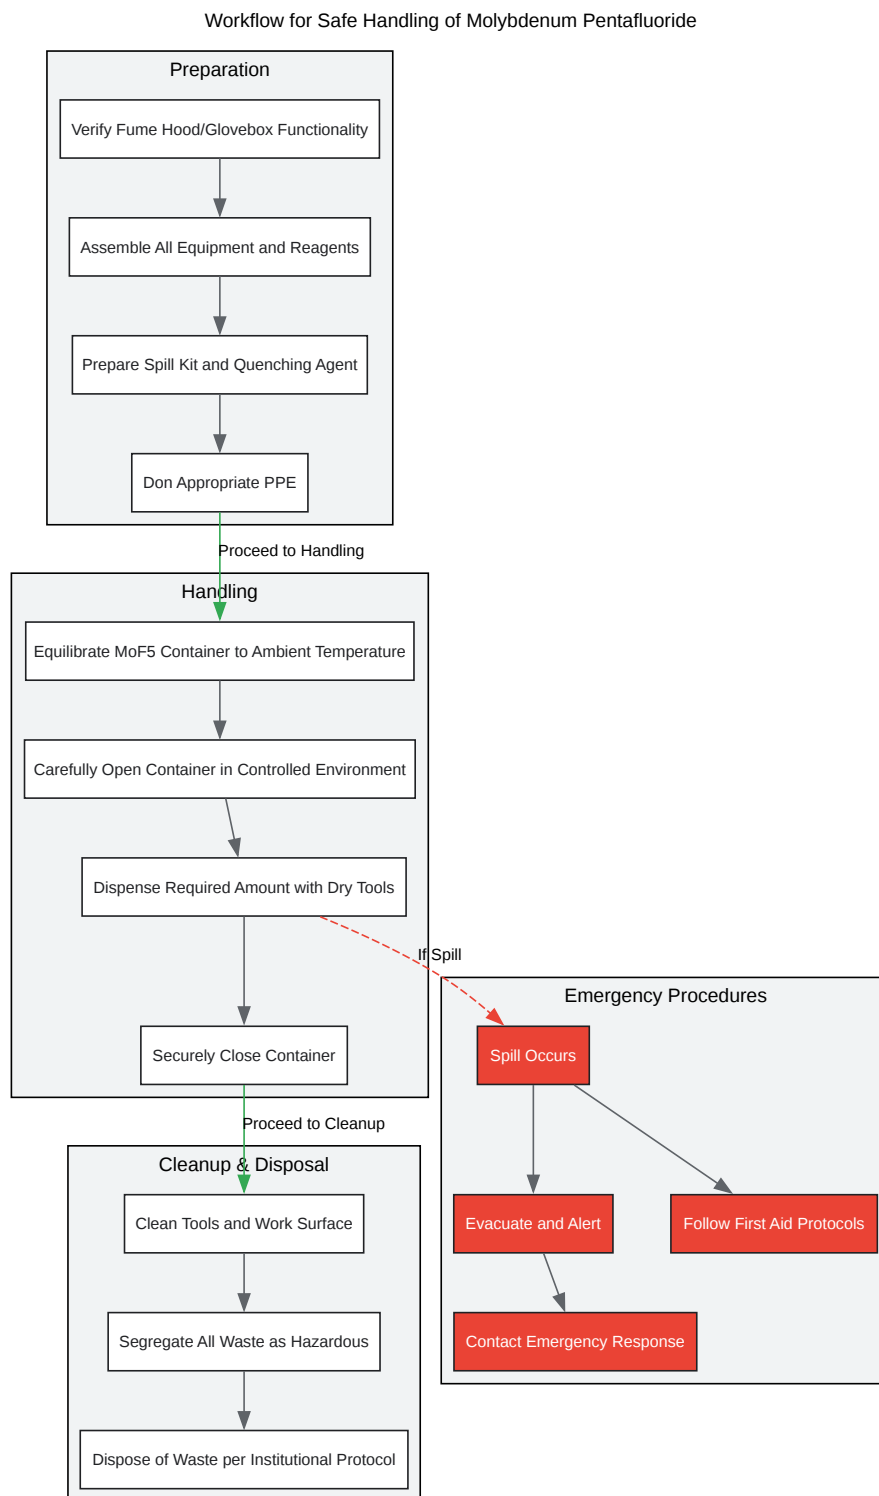 Workflow for Safe Handling of Molybdenum Pentafluoride
Preparation
Verify Fume Hood/Glovebox Functionality
Assemble All Equipment and Reagents
Prepare Spill Kit and Quenching Agent
Don Appropriate PPE
Proceed to Handling
Handling
Equilibrate MoF5 Container to Ambient Temperature
Carefully Open Container in Controlled Environment
Dispense Required Amount with Dry Tools
If Spill
Emergency Procedures
Spill Occurs
Securely Close Container
Proceed to Cleanup
Cleanup & Disposal
Clean Tools and Work Surface
Evacuate and Alert
Follow First Aid Protocols
Segregate All Waste as Hazardous
Contact Emergency Response
Dispose of Waste per Institutional Protocol